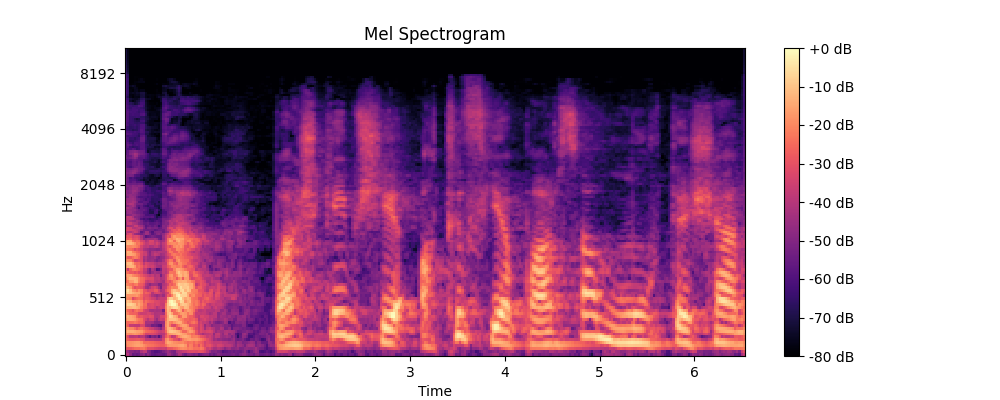 Mel Spectrogram
Hz
8192
4096
2048
1024
512
0
0 1 2 3 4 5 6
Time
+0 dB
-10 dB
-20 dB
-30 dB
-40 dB
-50 dB
-60 dB
-70 dB
-80 dB